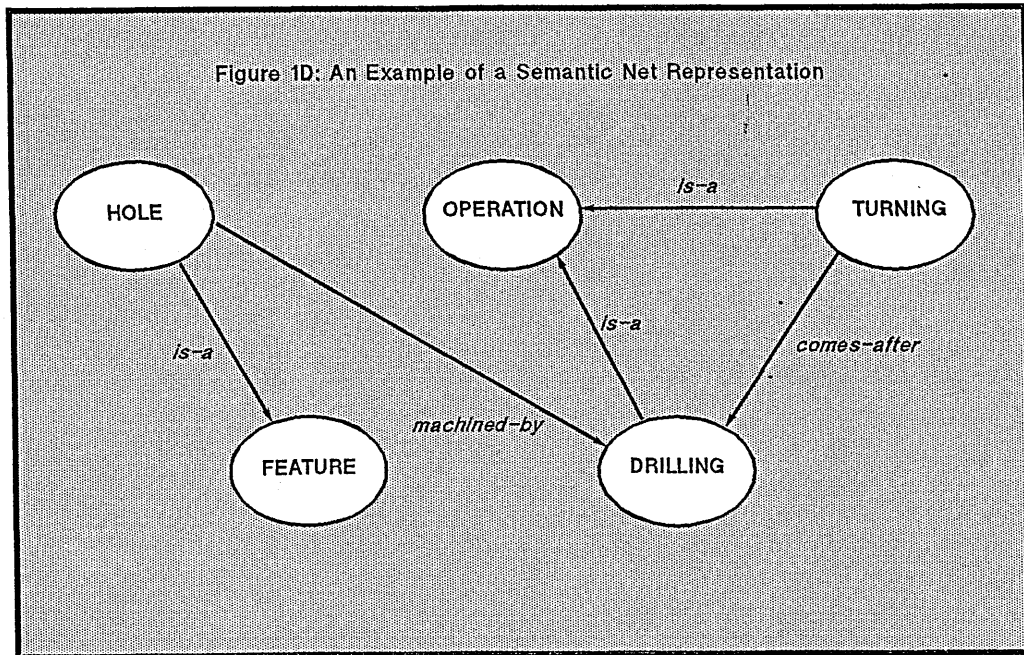 Figure 1D: An Example of a Semantic Net Representation
is-a
HOLE
OPERATION
TURNING
is-a
is-a
comes-after
machined-by
FEATURE
DRILLING